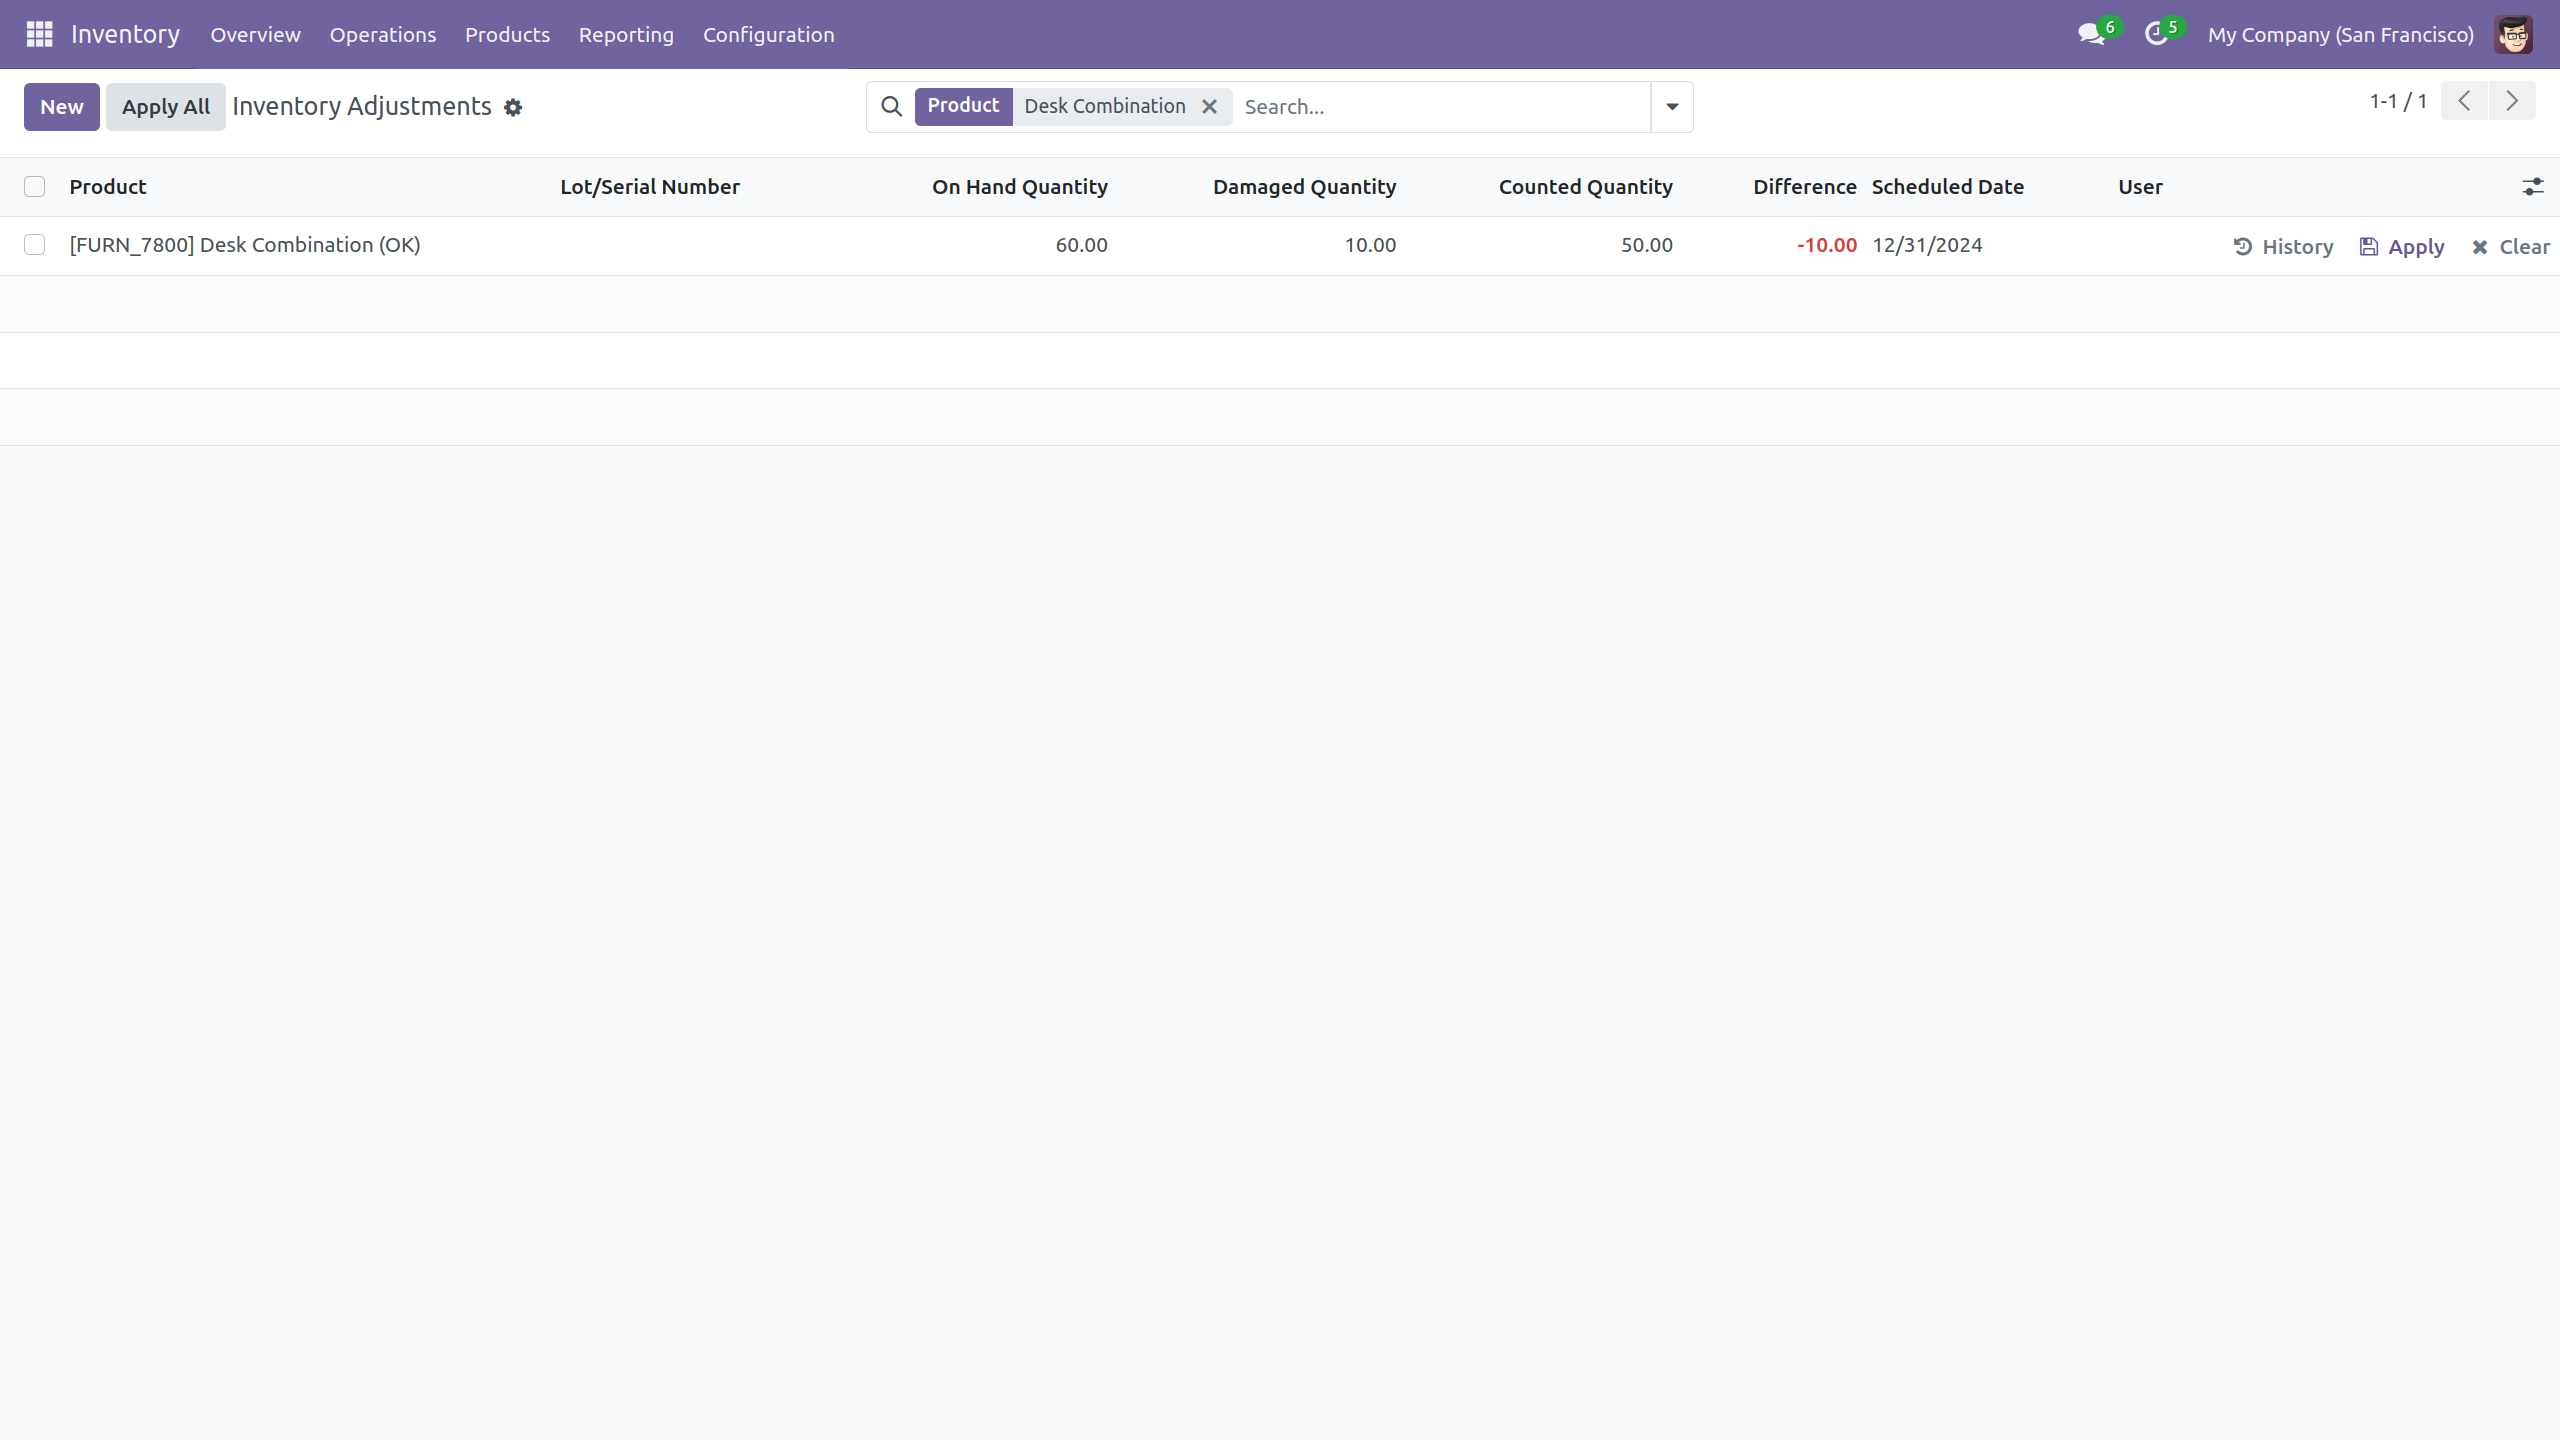 Inventory Overview Operations Products Reporting Configuration 6 5 My Company (San Francisco)
New Apply All Inventory Adjustments Product Desk Combination Search... 1-1 / 1
Product Lot/Serial Number On Hand Quantity Damaged Quantity Counted Quantity Difference Scheduled Date User
[FURN_7800] Desk Combination (OK) 60.00 10.00 50.00 -10.00 12/31/2024 History Apply Clear